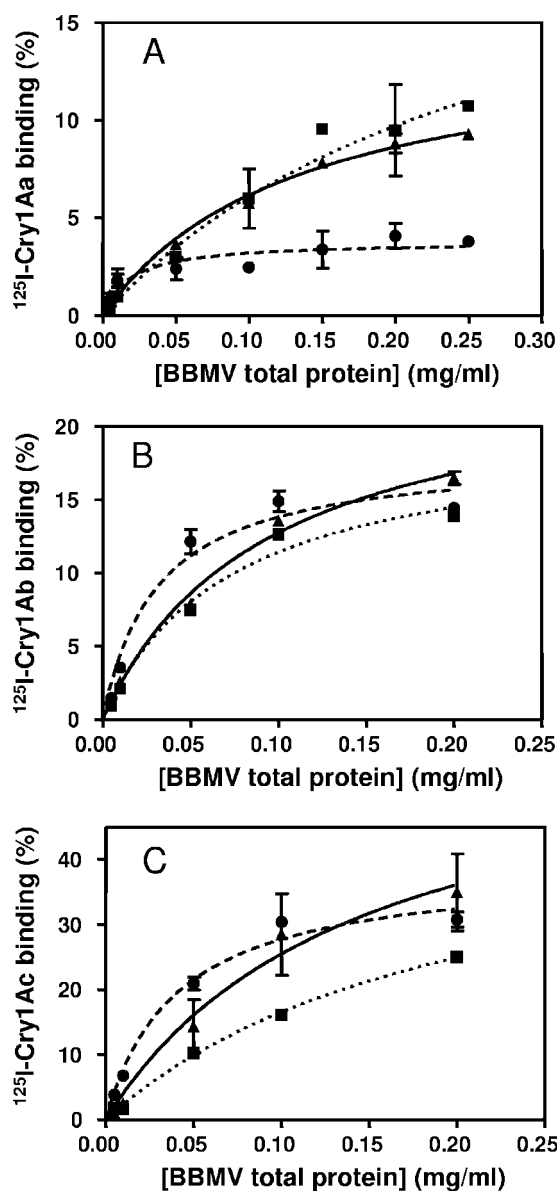 A
¹²⁵I-Cry1Aa binding (%)
15
10
5
0
0.00 0.05 0.10 0.15 0.20 0.25 0.30
[BBMV total protein] (mg/ml)
B
¹²⁵I-Cry1Ab binding (%)
20
15
10
5
0
0.00 0.05 0.10 0.15 0.20 0.25
[BBMV total protein] (mg/ml)
C
¹²⁵I-Cry1Ac binding (%)
40
30
20
10
0
0.00 0.05 0.10 0.15 0.20 0.25
[BBMV total protein] (mg/ml)